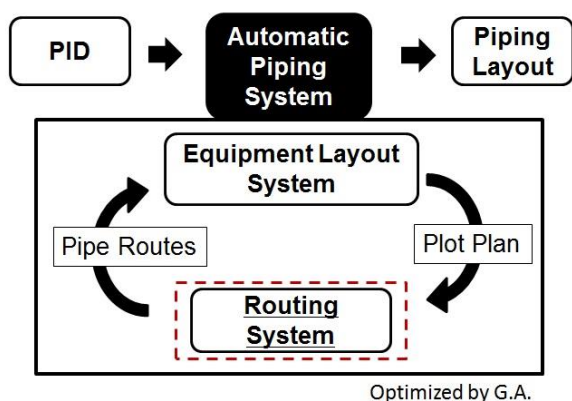 PID
Automatic
Piping
System
Piping
Layout
Equipment Layout
System
Pipe Routes
Plot Plan
Routing
System
Optimized by G.A.